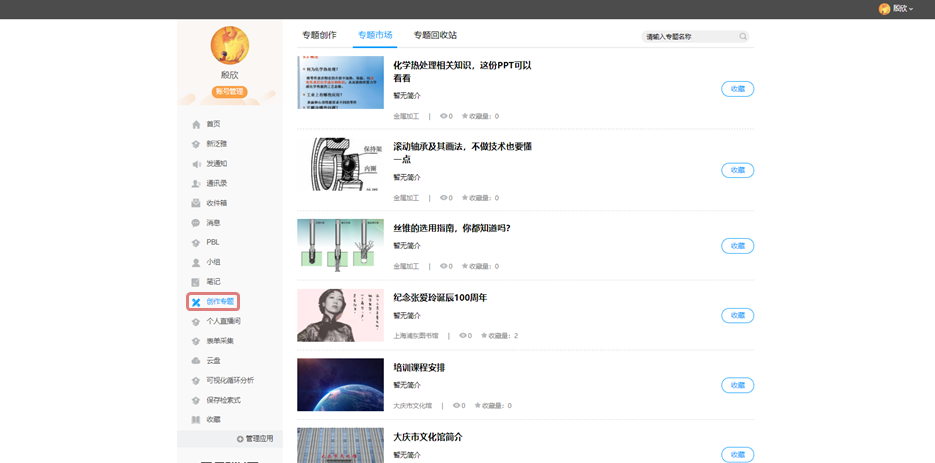 殷欣
殷欣
账号管理
首页
新泛雅
发通知
通讯录
收件箱
消息
PBL
小组
笔记
创作专题
个人直播间
表单采集
云盘
可视化循环分析
保存检索式
收藏
管理应用
专题创作 专题市场 专题回收站
请输入专题名称
化学热处理相关知识，这份PPT可以
看看
暂无简介
金属加工 | 0 收藏量：0
收藏
保持架
内圈
滚动轴承及其画法，不做技术也要懂
一点
暂无简介
金属加工 | 0 收藏量：0
收藏
丝锥的选用指南，你都知道吗？
暂无简介
金属加工 | 0 收藏量：0
收藏
纪念张爱玲诞辰100周年
暂无简介
上海浦东图书馆 | 0 收藏量：2
收藏
培训课程安排
暂无简介
大庆市文化馆 | 0 收藏量：0
收藏
大庆市文化馆简介
暂无简介
收藏